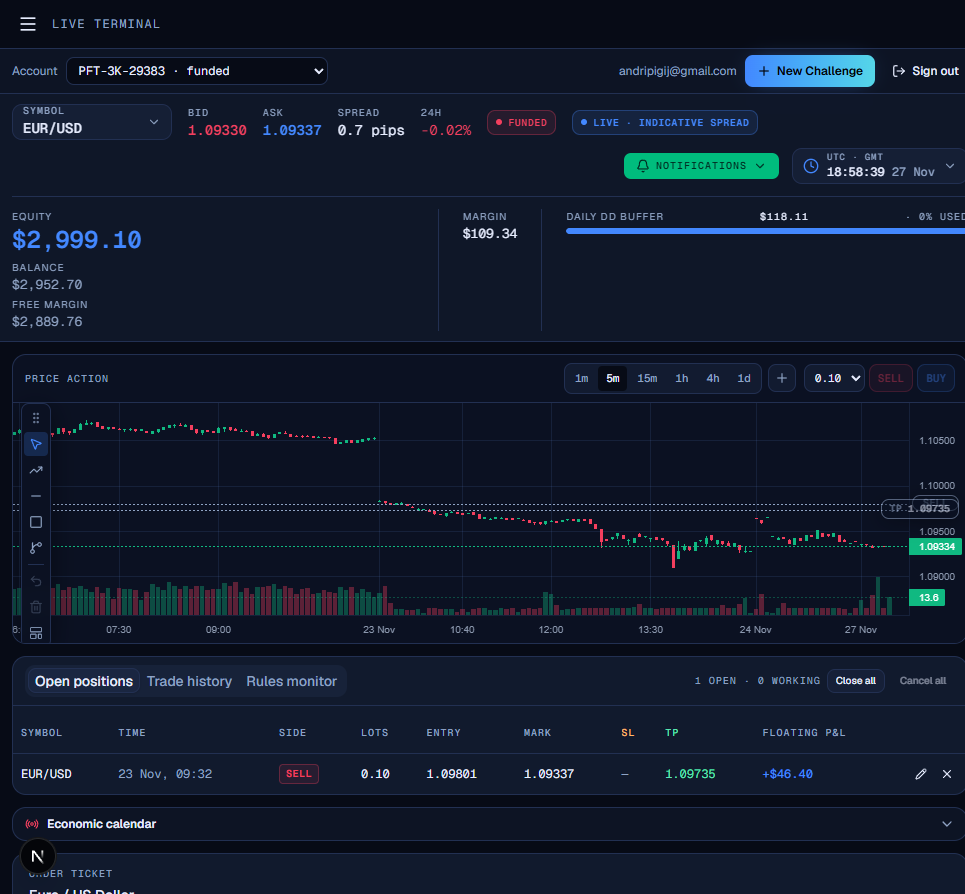 LIVE TERMINAL
Account PFT-3K-29383 · funded andripigij@gmail.com + New Challenge Sign out
SYMBOL
EUR/USD
BID
1.09330
ASK
1.09337
SPREAD
0.7 pips
24H
-0.02%
FUNDED
LIVE · INDICATIVE SPREAD
NOTIFICATIONS
UTC · GMT
18:58:39 27 Nov
EQUITY
$2,999.10
BALANCE
$2,952.70
FREE MARGIN
$2,889.76
MARGIN
$109.34
DAILY DD BUFFER $118.11 · 0% USED
PRICE ACTION 1m 5m 15m 1h 4h 1d + 0.10 SELL BUY
1.10500
1.10000
SELL
TP 1.09735
1.09500
1.09334
1.09000
13.6
07:30 09:00 23 Nov 10:40 12:00 13:30 24 Nov 27 Nov
Open positions Trade history Rules monitor 1 OPEN · 0 WORKING Close all Cancel all
SYMBOL TIME SIDE LOTS ENTRY MARK SL TP FLOATING P&L
EUR/USD 23 Nov, 09:32 SELL 0.10 1.09801 1.09337 — 1.09735 +$46.40
Economic calendar
N
ORDER TICKET
Euro / US Dollar